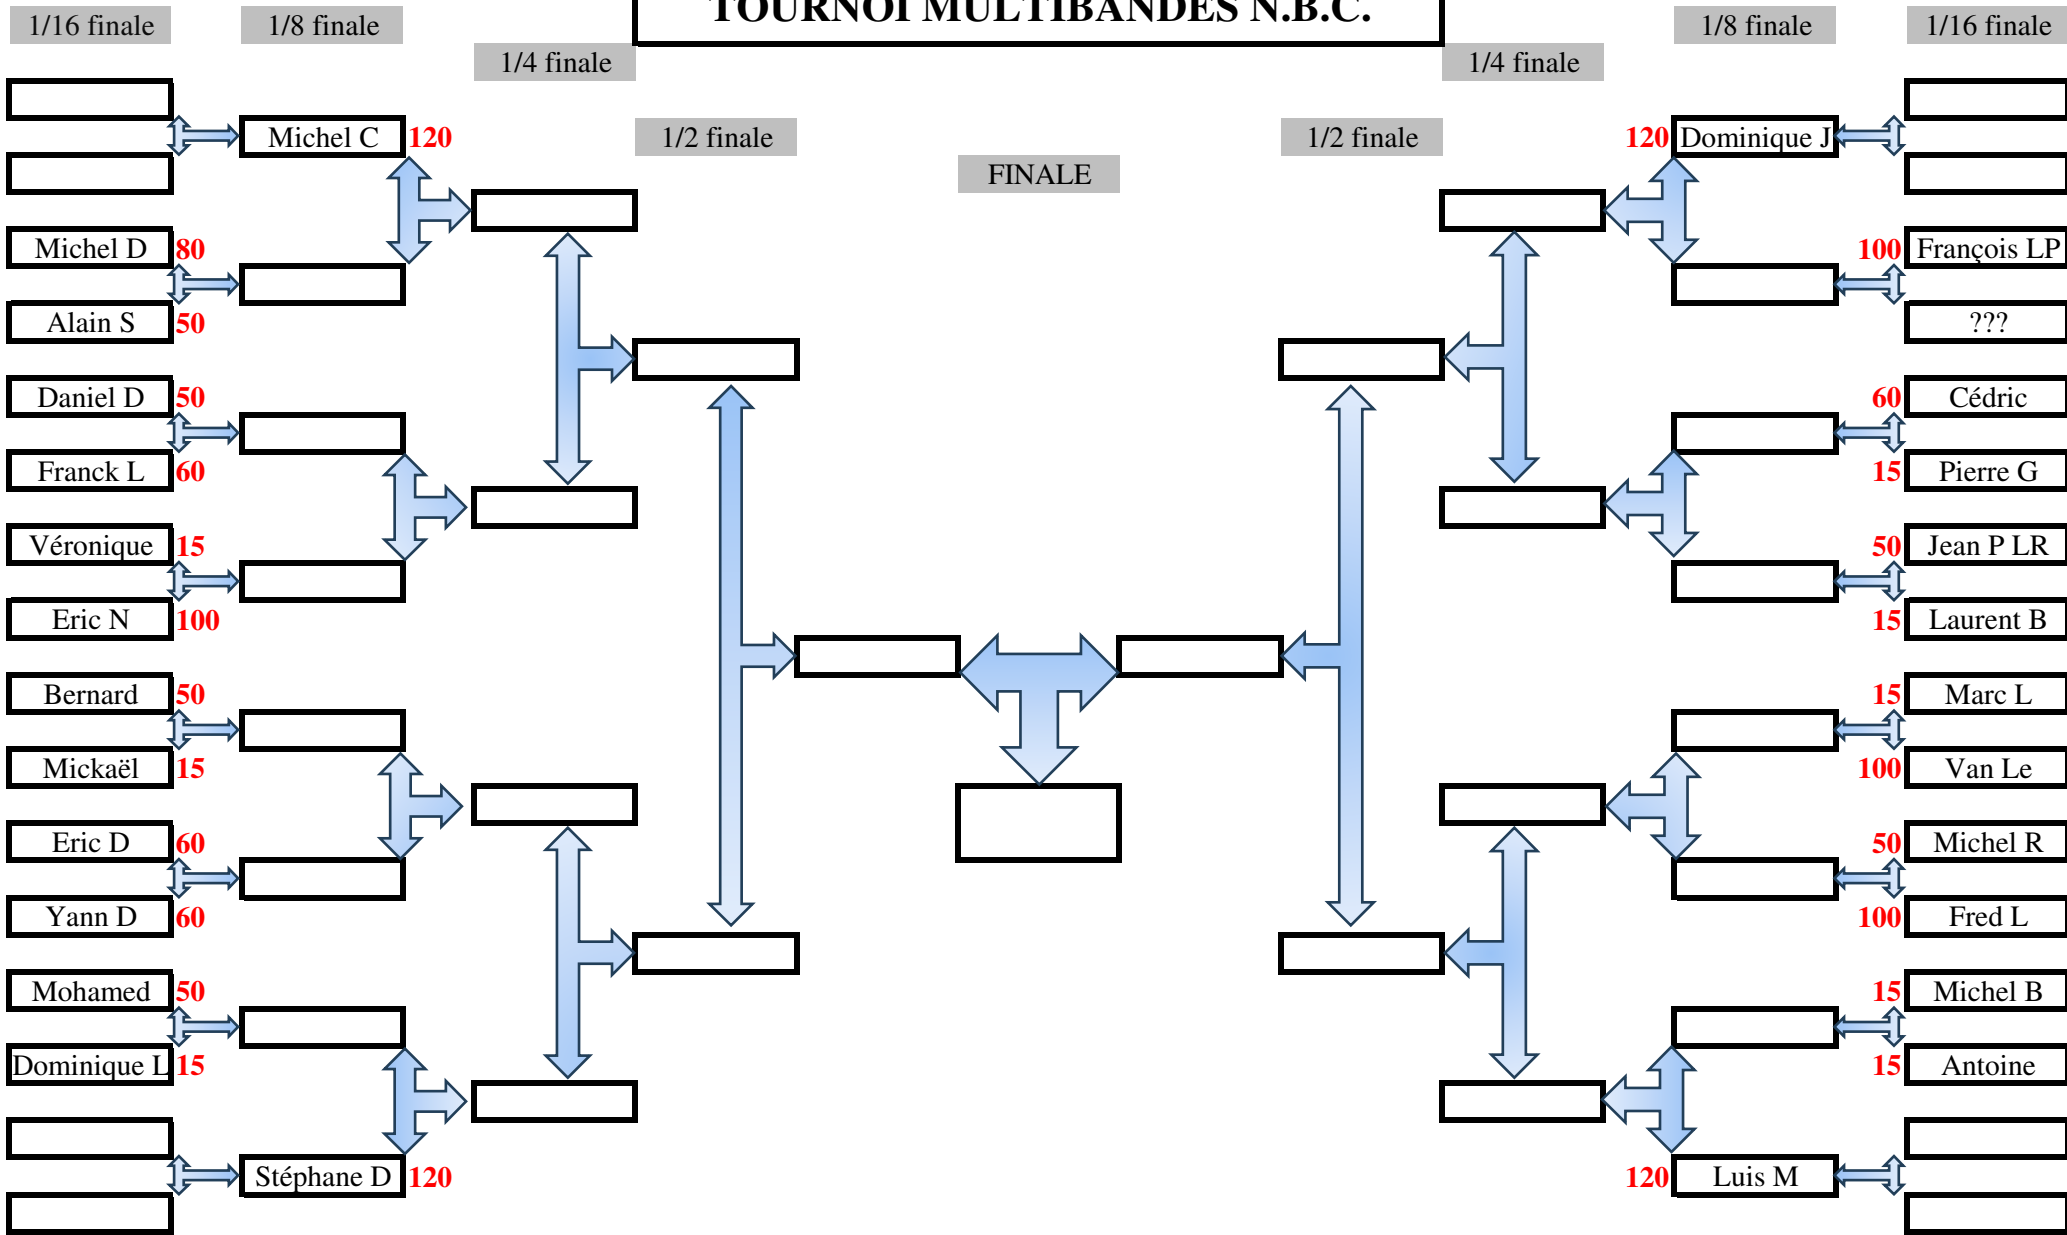 TOURNOI MULTIBANDES N.B.C.
1/16 finale 1/8 finale 1/8 finale 1/16 finale
1/4 finale 1/4 finale
Michel C 120 1/2 finale 1/2 finale 120 Dominique J
FINALE
Michel D 80 100 François LP
Alain S 50 ???
Daniel D 50 60 Cédric
Franck L 60 15 Pierre G
Véronique 15 50 Jean P LR
Eric N 100 15 Laurent B
Bernard 50 15 Marc L
Mickaël 15 100 Van Le
Eric D 60 50 Michel R
Yann D 60 100 Fred L
Mohamed 50 15 Michel B
Dominique L 15 15 Antoine
Stéphane D 120 120 Luis M